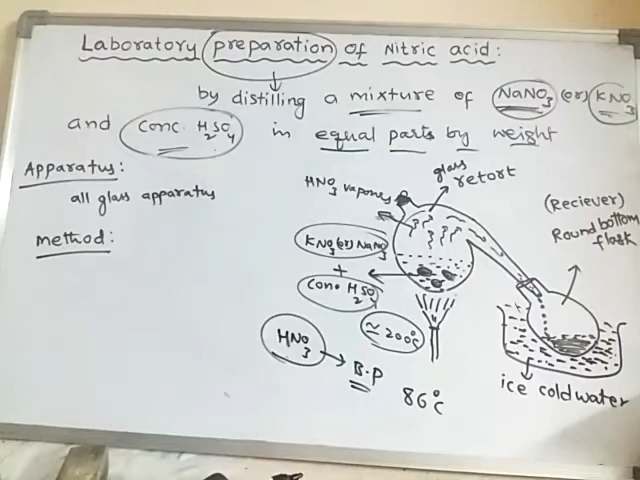 Laboratory preparation of Nitric acid:
by distilling a mixture of NaNO3 (or) KNO3
and Conc. H2SO4 in equal parts by weight
Apparatus:
all glass apparatus
Method:
HNO3 vapours
glass
retort
(Reciever)
Round bottom
flask
KNO3 (or) NaNO3
+
Conc. H2SO4
≈ 200°C
HNO3 → B.P
86°C
ice cold water